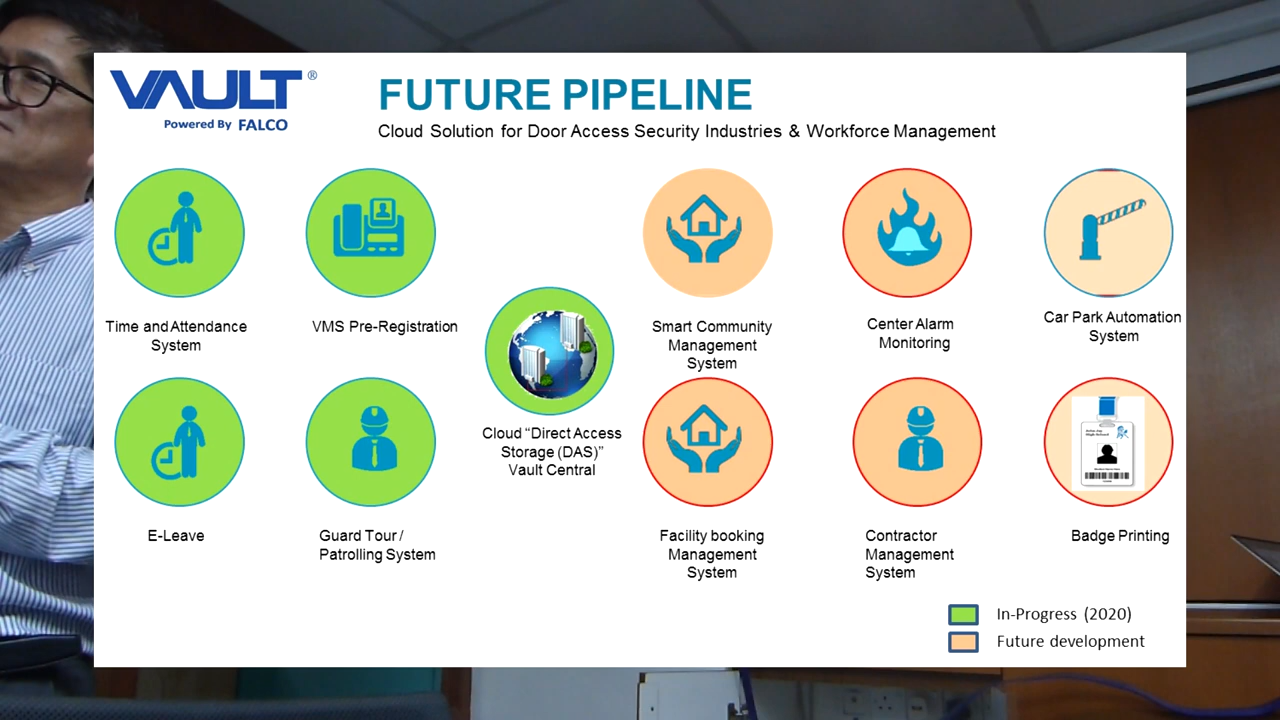 VAULT®
Powered By FALCO
FUTURE PIPELINE
Cloud Solution for Door Access Security Industries & Workforce Management
Time and Attendance
System
VMS Pre-Registration
Smart Community
Management
System
Center Alarm
Monitoring
Car Park Automation
System
Cloud “Direct Access
Storage (DAS)”
Vault Central
E-Leave
Guard Tour /
Patrolling System
Facility booking
Management
System
Contractor
Management
System
Badge Printing
In-Progress (2020)
Future development